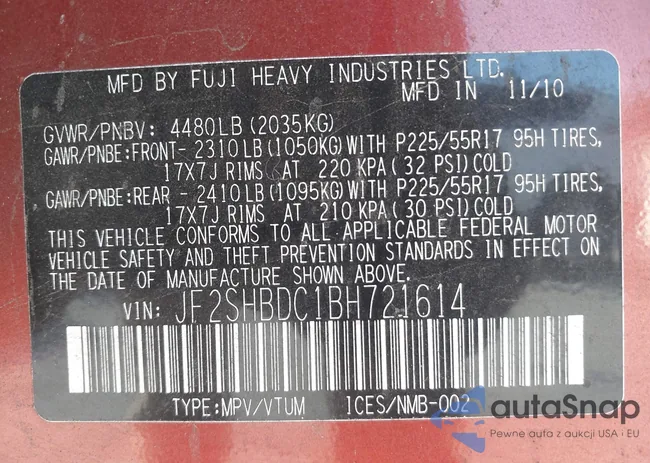 MFD BY FUJI HEAVY INDUSTRIES LTD.
MFD IN 11/10
GVWR/PNBV: 4480LB(2035KG)
GAWR/PNBE:FRONT- 2310LB(1050KG)WITH P225/55R17 95H TIRES,
17X7J RIMS AT 220 KPA(32 PSI)COLD
GAWR/PNBE:REAR - 2410LB(1095KG)WITH P225/55R17 95H TIRES,
17X7J RIMS AT 210 KPA(30 PSI)COLD
THIS VEHICLE CONFORMS TO ALL APPLICABLE FEDERAL MOTOR
VEHICLE SAFETY AND THEFT PREVENTION STANDARDS IN EFFECT ON
THE DATE OF MANUFACTURE SHOWN ABOVE.
VIN: JF2SHBDC1BH721614
TYPE:MPV/VTUM ICES/NMB-002
autaSnap
Pewne auta z aukcji USA · EU